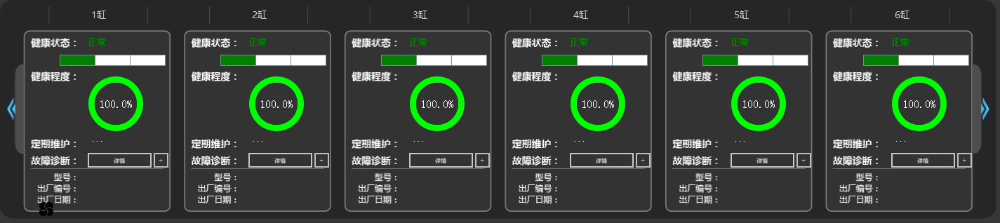 1缸 2缸 3缸 4缸 5缸 6缸
健康状态： 正常 健康状态： 正常 健康状态： 正常 健康状态： 正常 健康状态： 正常 健康状态： 正常
健康程度： 健康程度： 健康程度： 健康程度： 健康程度： 健康程度：
100.0% 100.0% 100.0% 100.0% 100.0% 100.0%
定期维护： ... 定期维护： ... 定期维护： ... 定期维护： ... 定期维护： ... 定期维护： ...
故障诊断： 详情 + 故障诊断： 详情 + 故障诊断： 详情 + 故障诊断： 详情 + 故障诊断： 详情 + 故障诊断： 详情 +
型号： 型号： 型号： 型号： 型号： 型号：
出厂编号： 出厂编号： 出厂编号： 出厂编号： 出厂编号： 出厂编号：
出厂日期： 出厂日期： 出厂日期： 出厂日期： 出厂日期： 出厂日期：